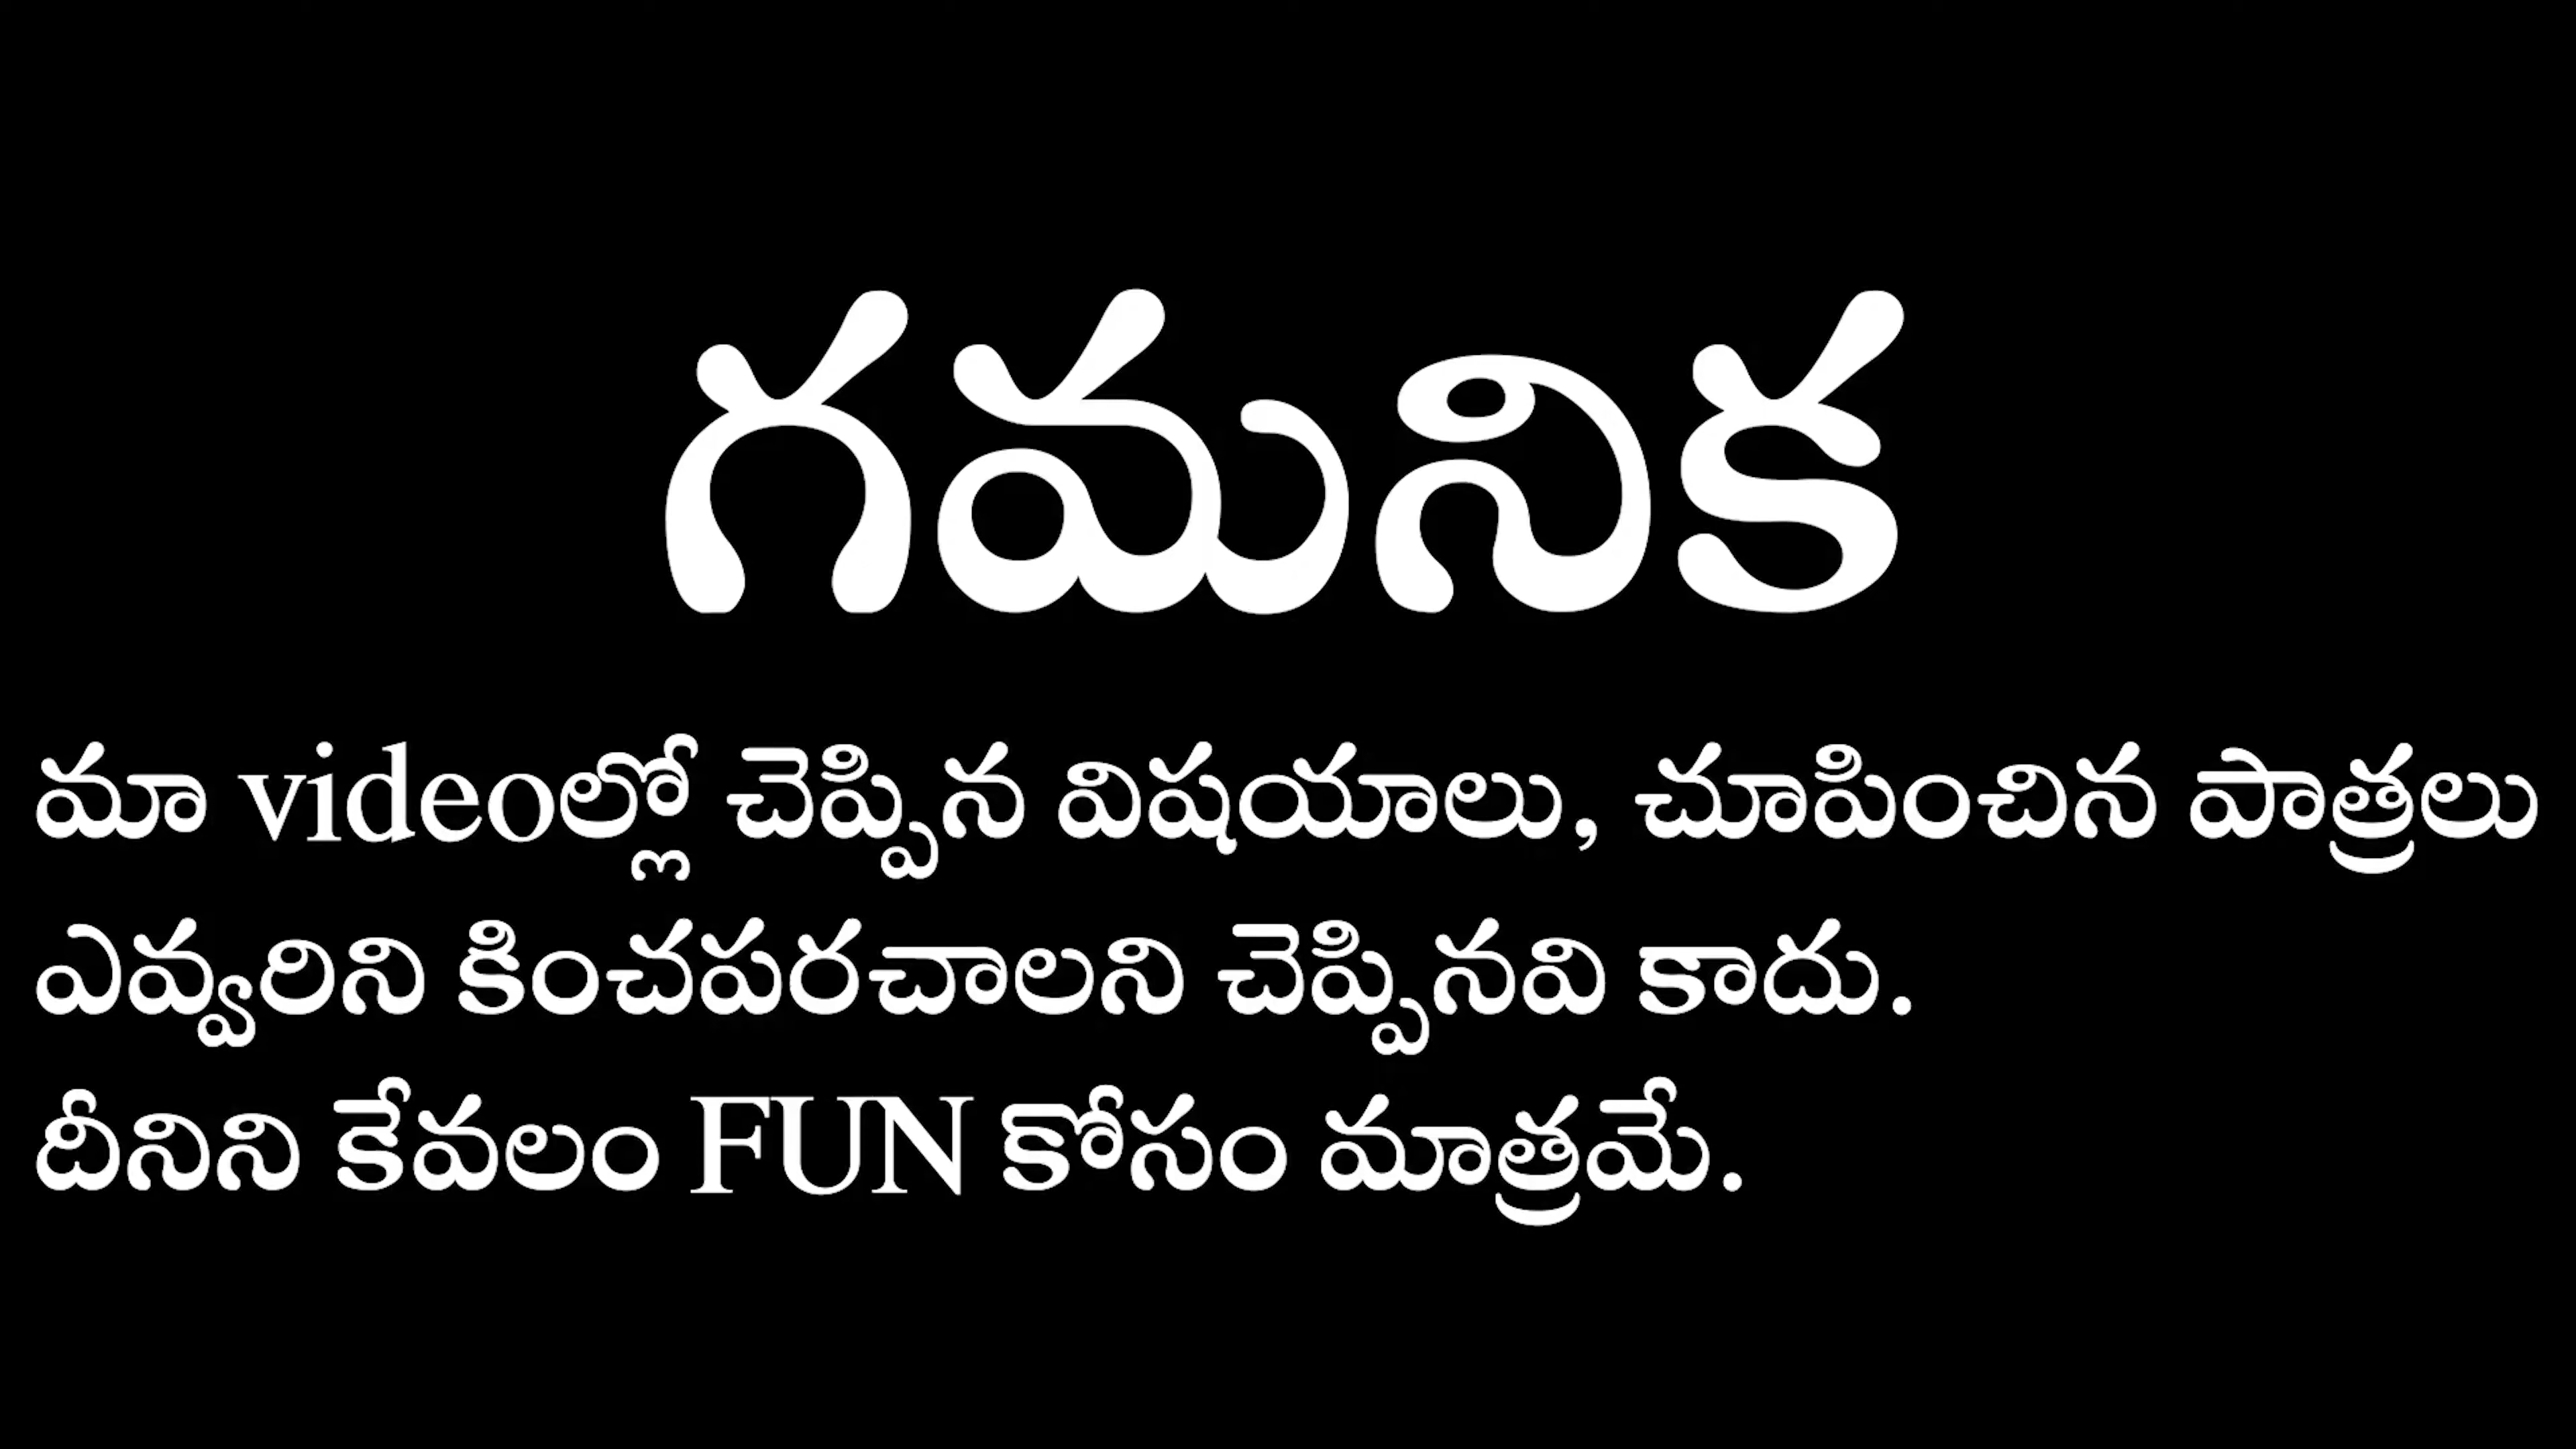 గమనిక
మా videoల్లో చెప్పిన విషయాలు, చూపించిన పాత్రలు
ఎవ్వరిని కించపరచాలని చెప్పినవి కాదు.
దీనిని కేవలం FUN కోసం మాత్రమే.